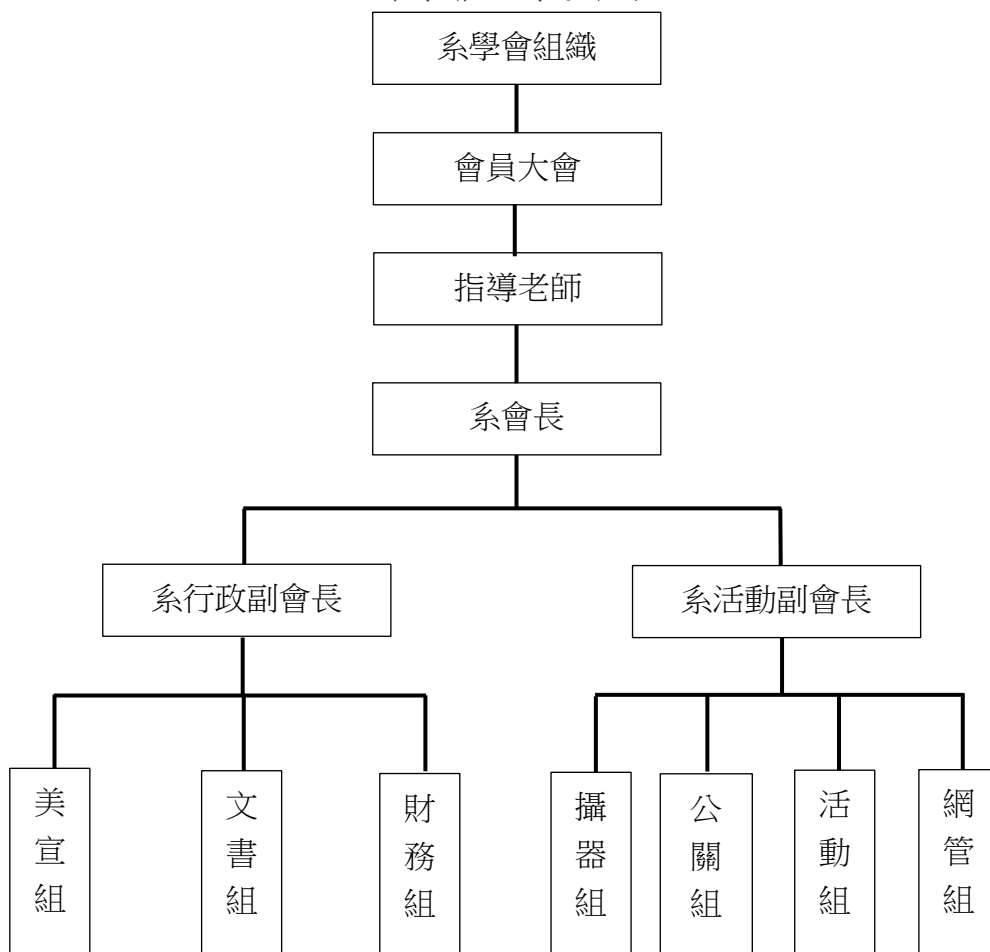 系學會組織
會員大會
指導老師
系會長
系行政副會長
系活動副會長
美宣組
文書組
財務組
攝器組
公關組
活動組
網管組